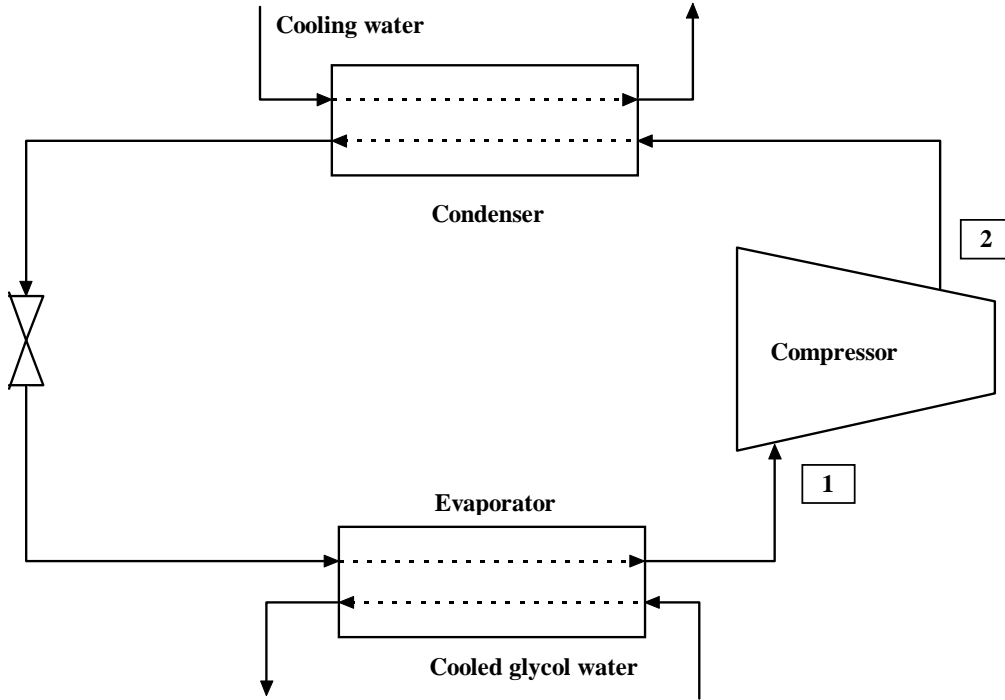 Cooling water
Condenser
2
Compressor
1
Evaporator
Cooled glycol water